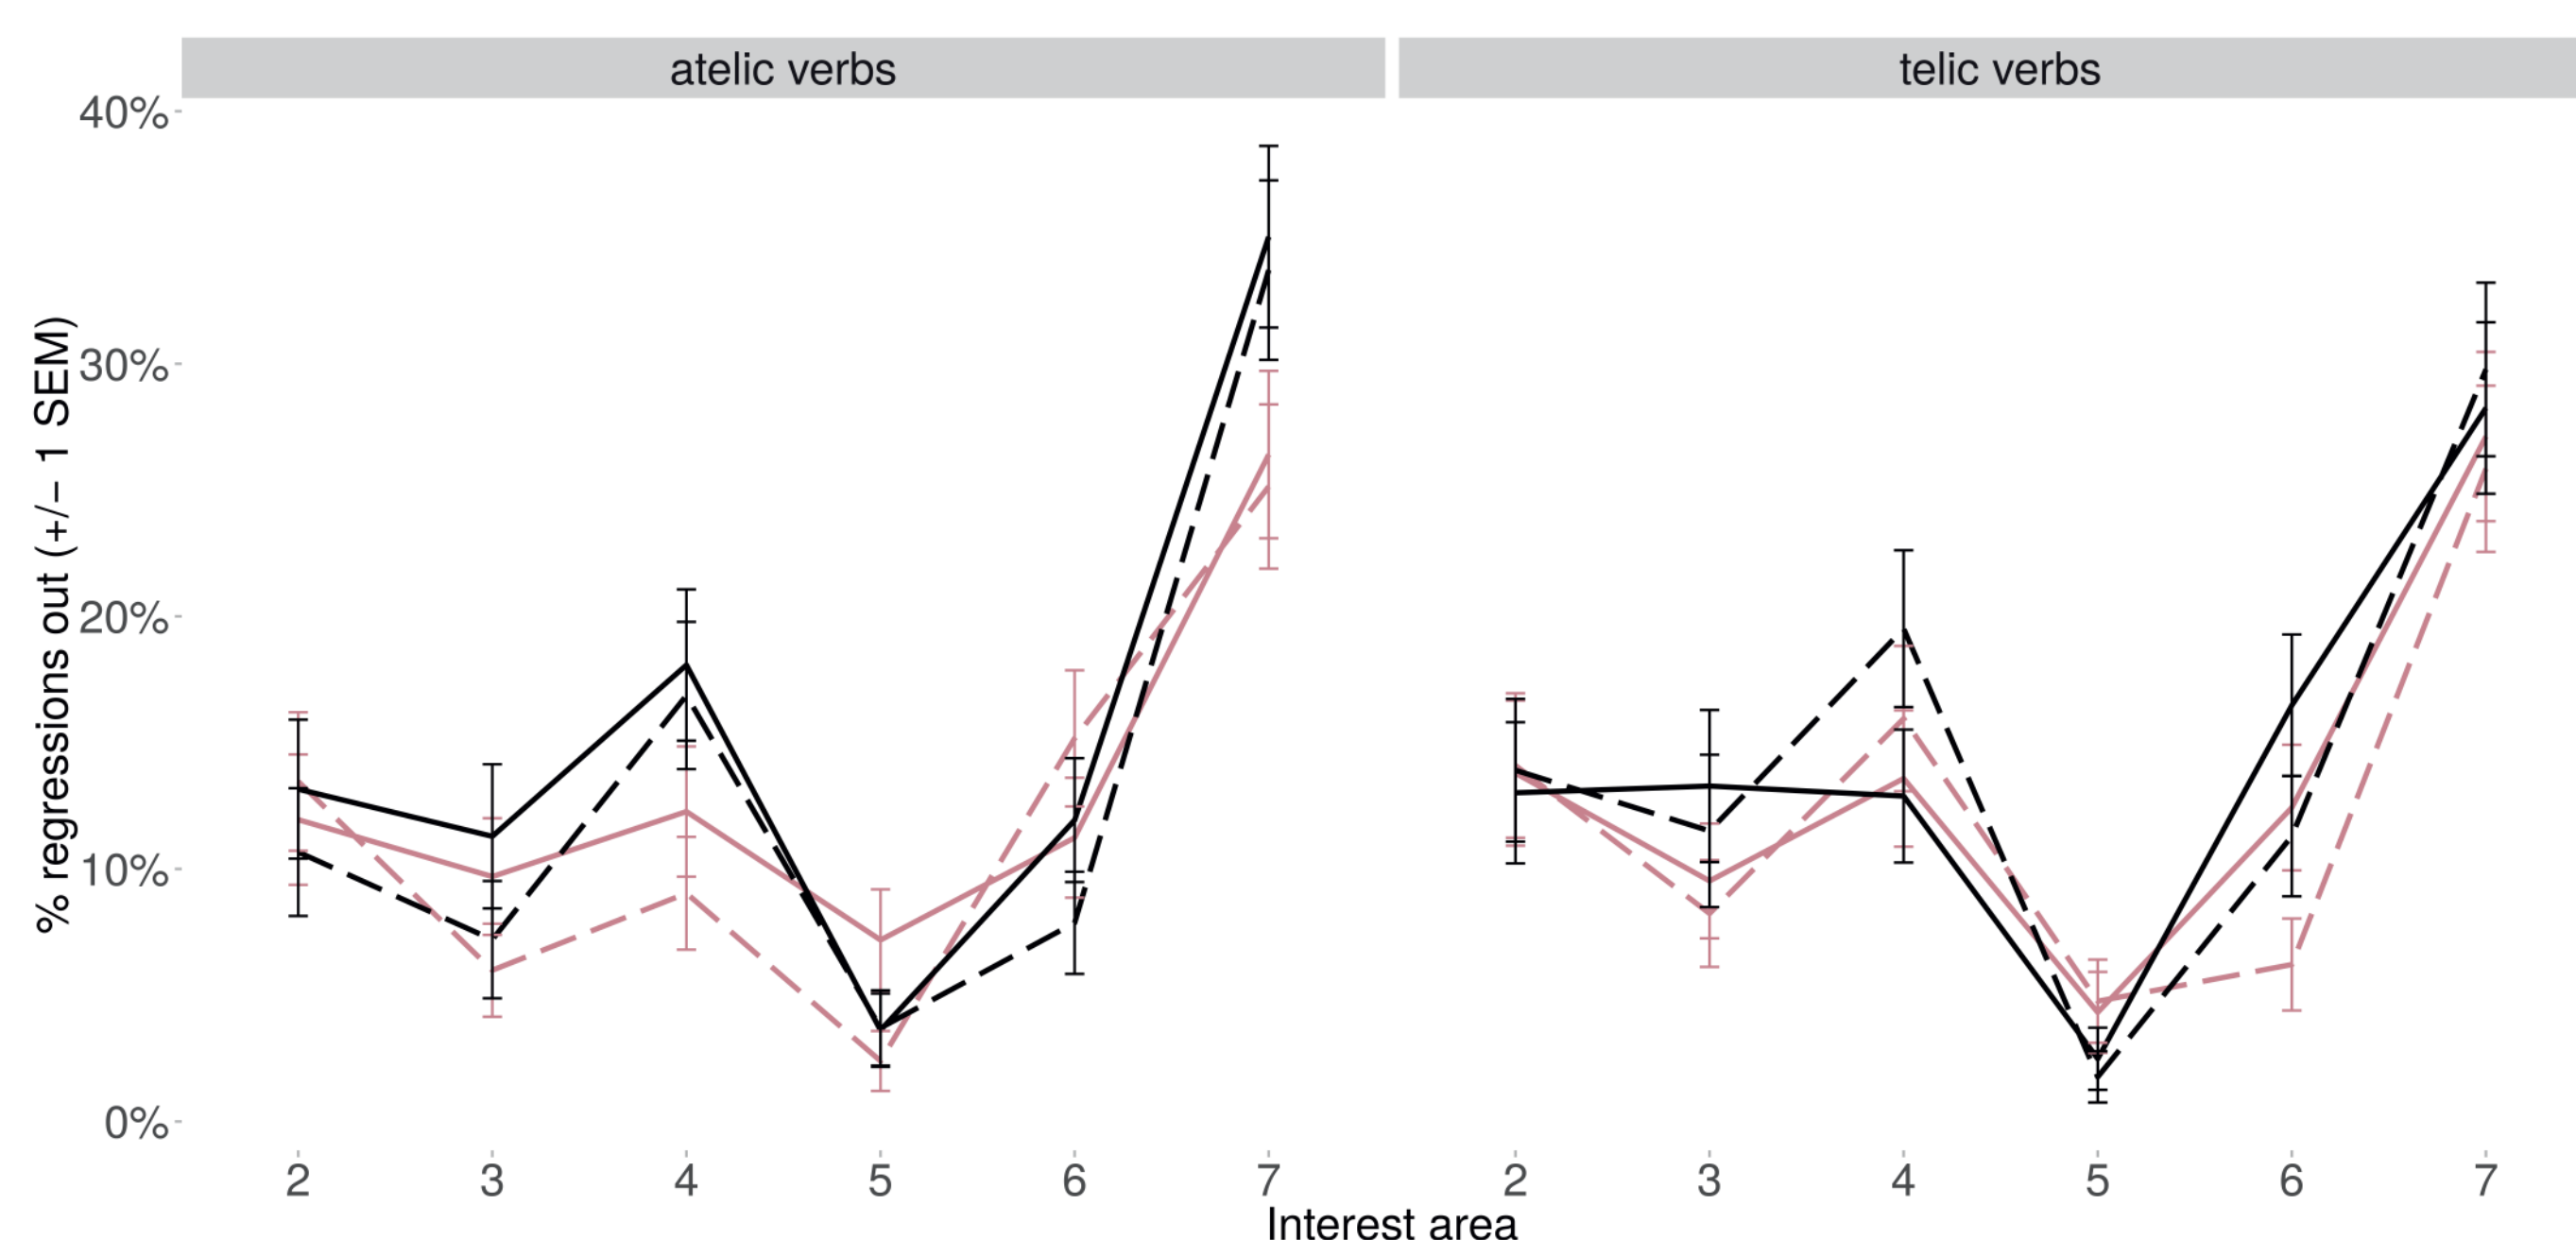 atelic verbs
telic verbs
% regressions out (+/− 1 SEM)
40%
30%
20%
10%
0%
2 3 4 5 6 7
2 3 4 5 6 7
Interest area